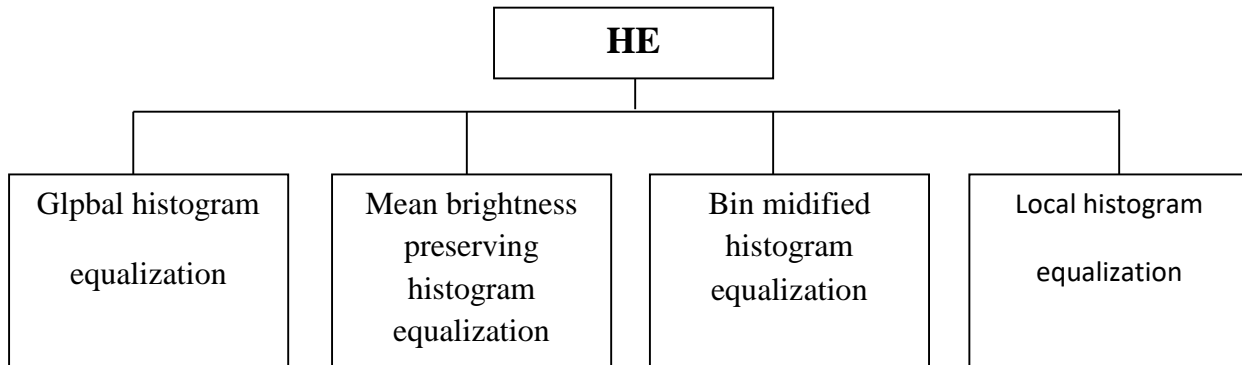 HE
Glpbal histogram
equalization
Mean brightness
preserving
histogram
equalization
Bin midified
histogram
equalization
Local histogram
equalization